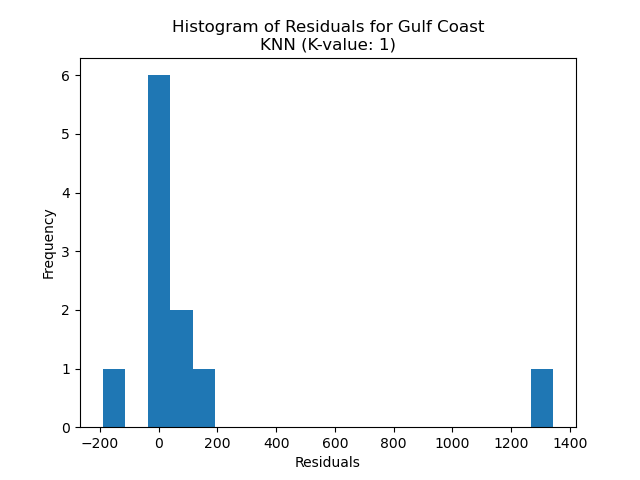 Histogram of Residuals for Gulf Coast
KNN (K-value: 1)
6
5
4
3
2
1
0
Frequency
−200 0 200 400 600 800 1000 1200 1400
Residuals